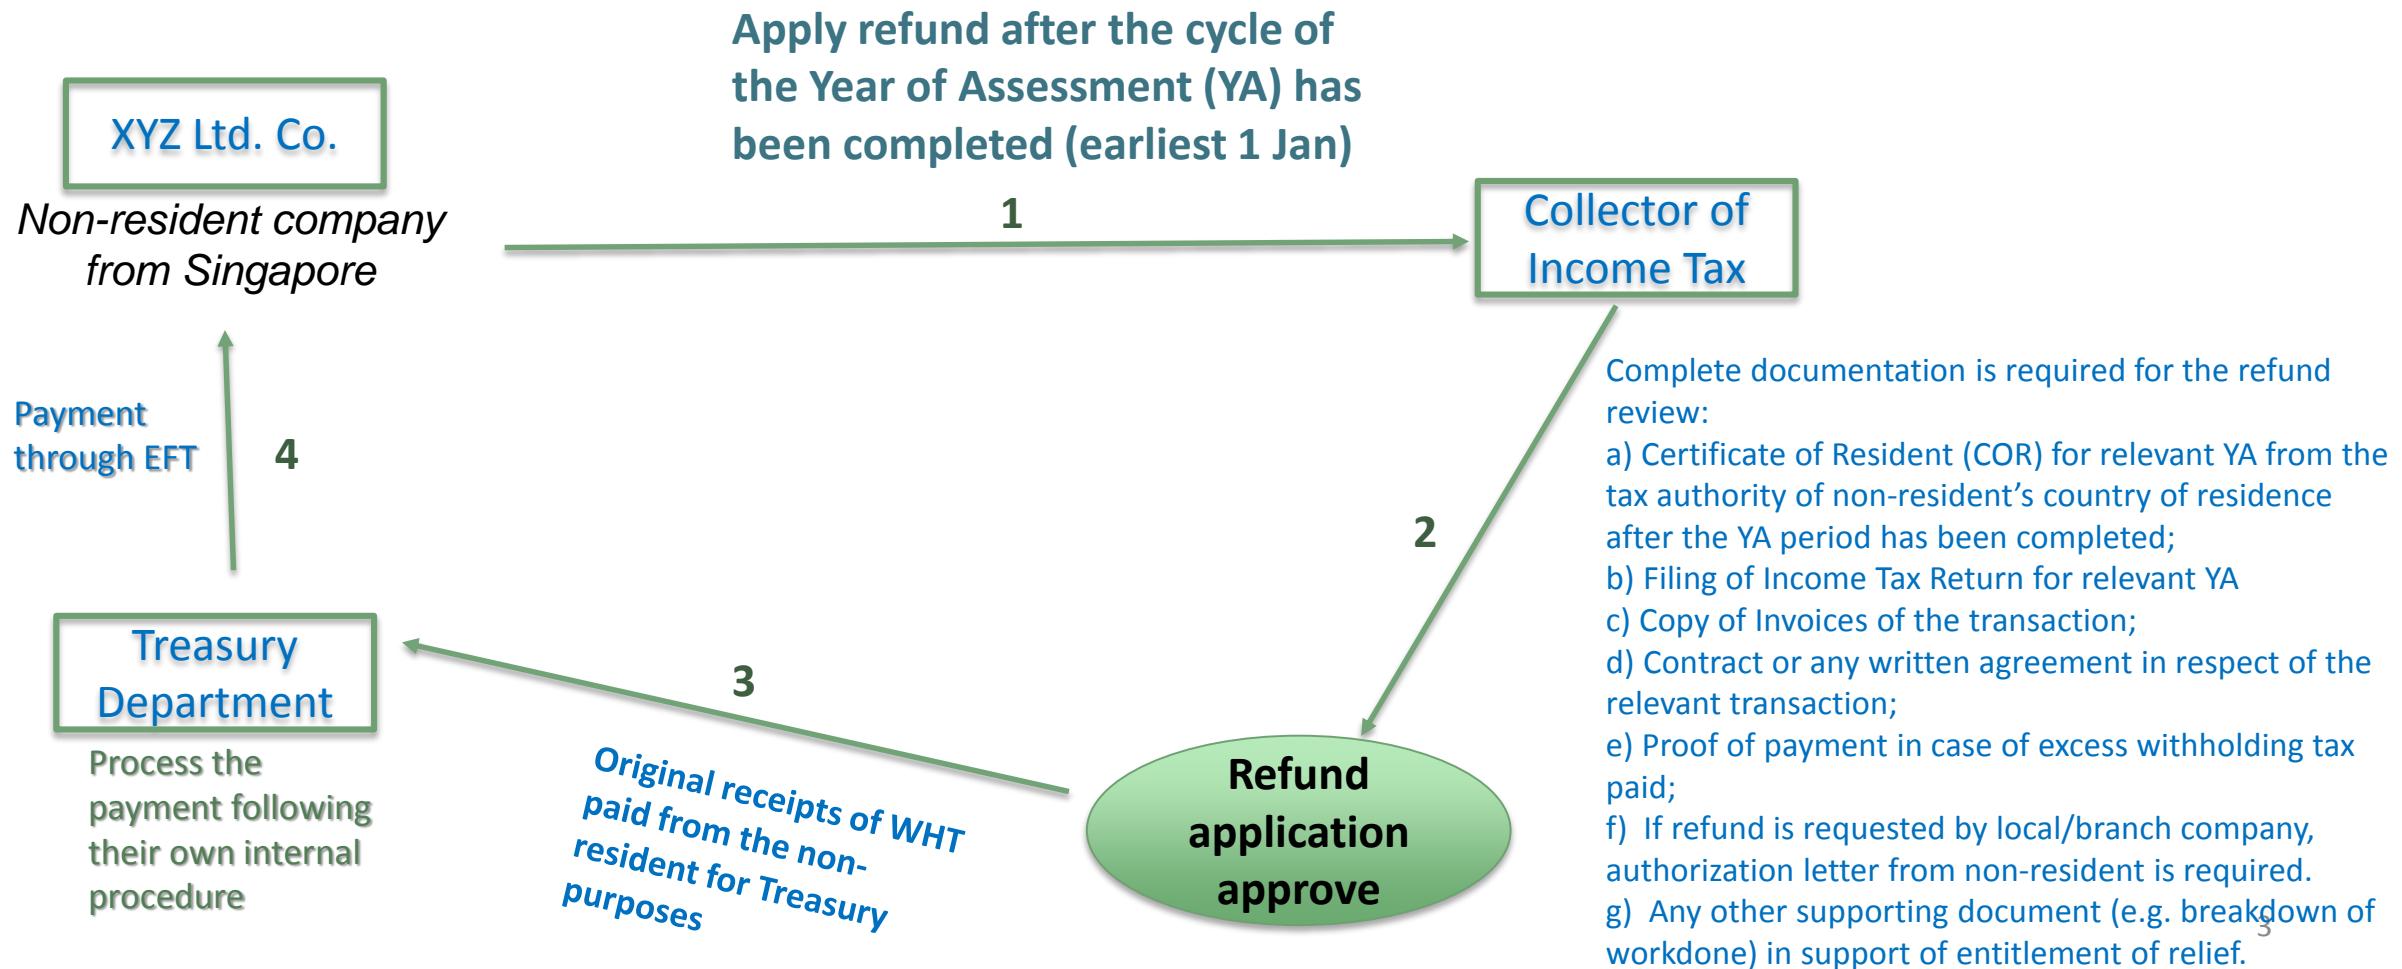 Apply refund after the cycle of
the Year of Assessment (YA) has
been completed (earliest 1 Jan)
XYZ Ltd. Co.
Non-resident company
from Singapore
1
Collector of
Income Tax
Payment
through EFT
4
2
Complete documentation is required for the refund
review:
a) Certificate of Resident (COR) for relevant YA from the
tax authority of non-resident’s country of residence
after the YA period has been completed;
b) Filing of Income Tax Return for relevant YA
c) Copy of Invoices of the transaction;
d) Contract or any written agreement in respect of the
relevant transaction;
e) Proof of payment in case of excess withholding tax
paid;
f)  If refund is requested by local/branch company,
authorization letter from non-resident is required.
g)  Any other supporting document (e.g. breakdown of
workdone) in support of entitlement of relief.
Treasury
Department
Process the
payment following
their own internal
procedure
3
Original receipts of WHT
paid from the non-
resident for Treasury
purposes
Refund
application
approve
3